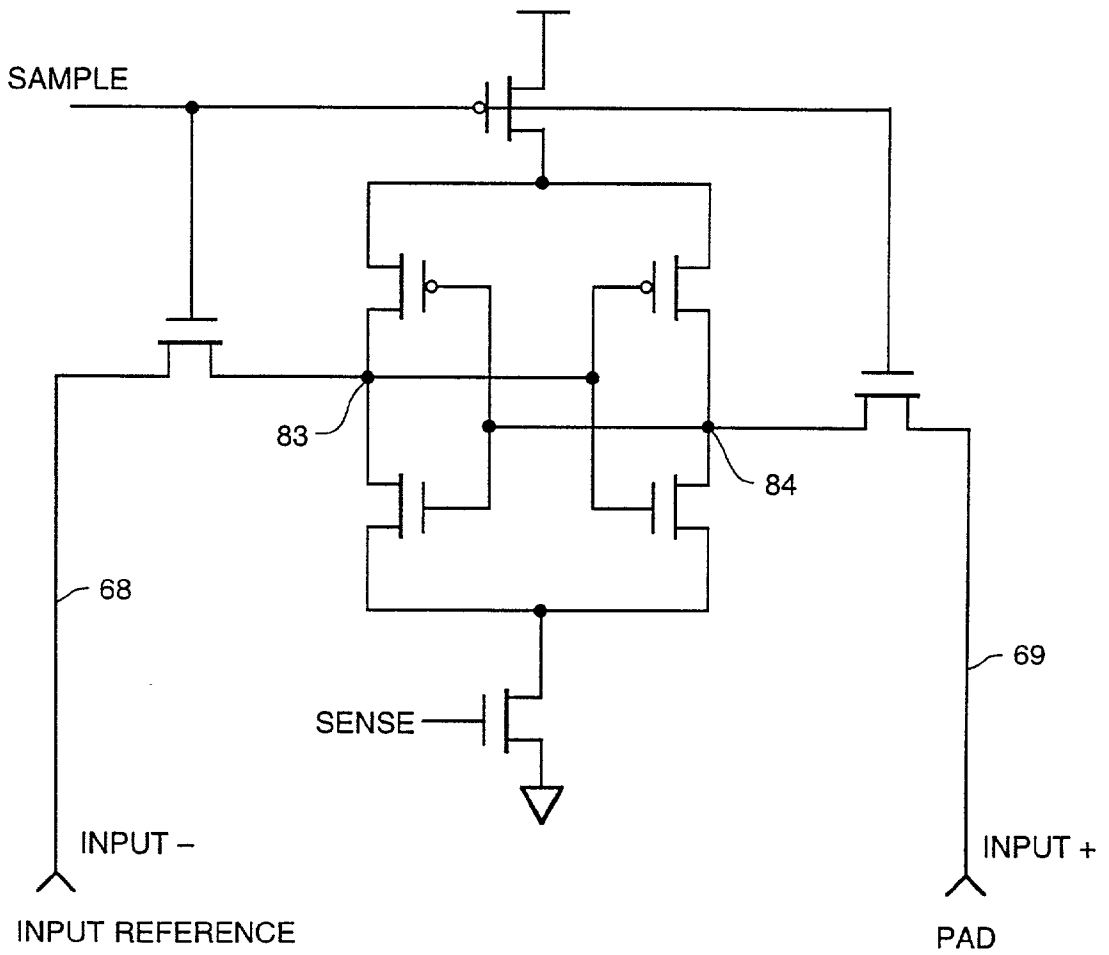 SAMPLE
83
84
68
69
SENSE
INPUT –
INPUT +
INPUT REFERENCE
PAD